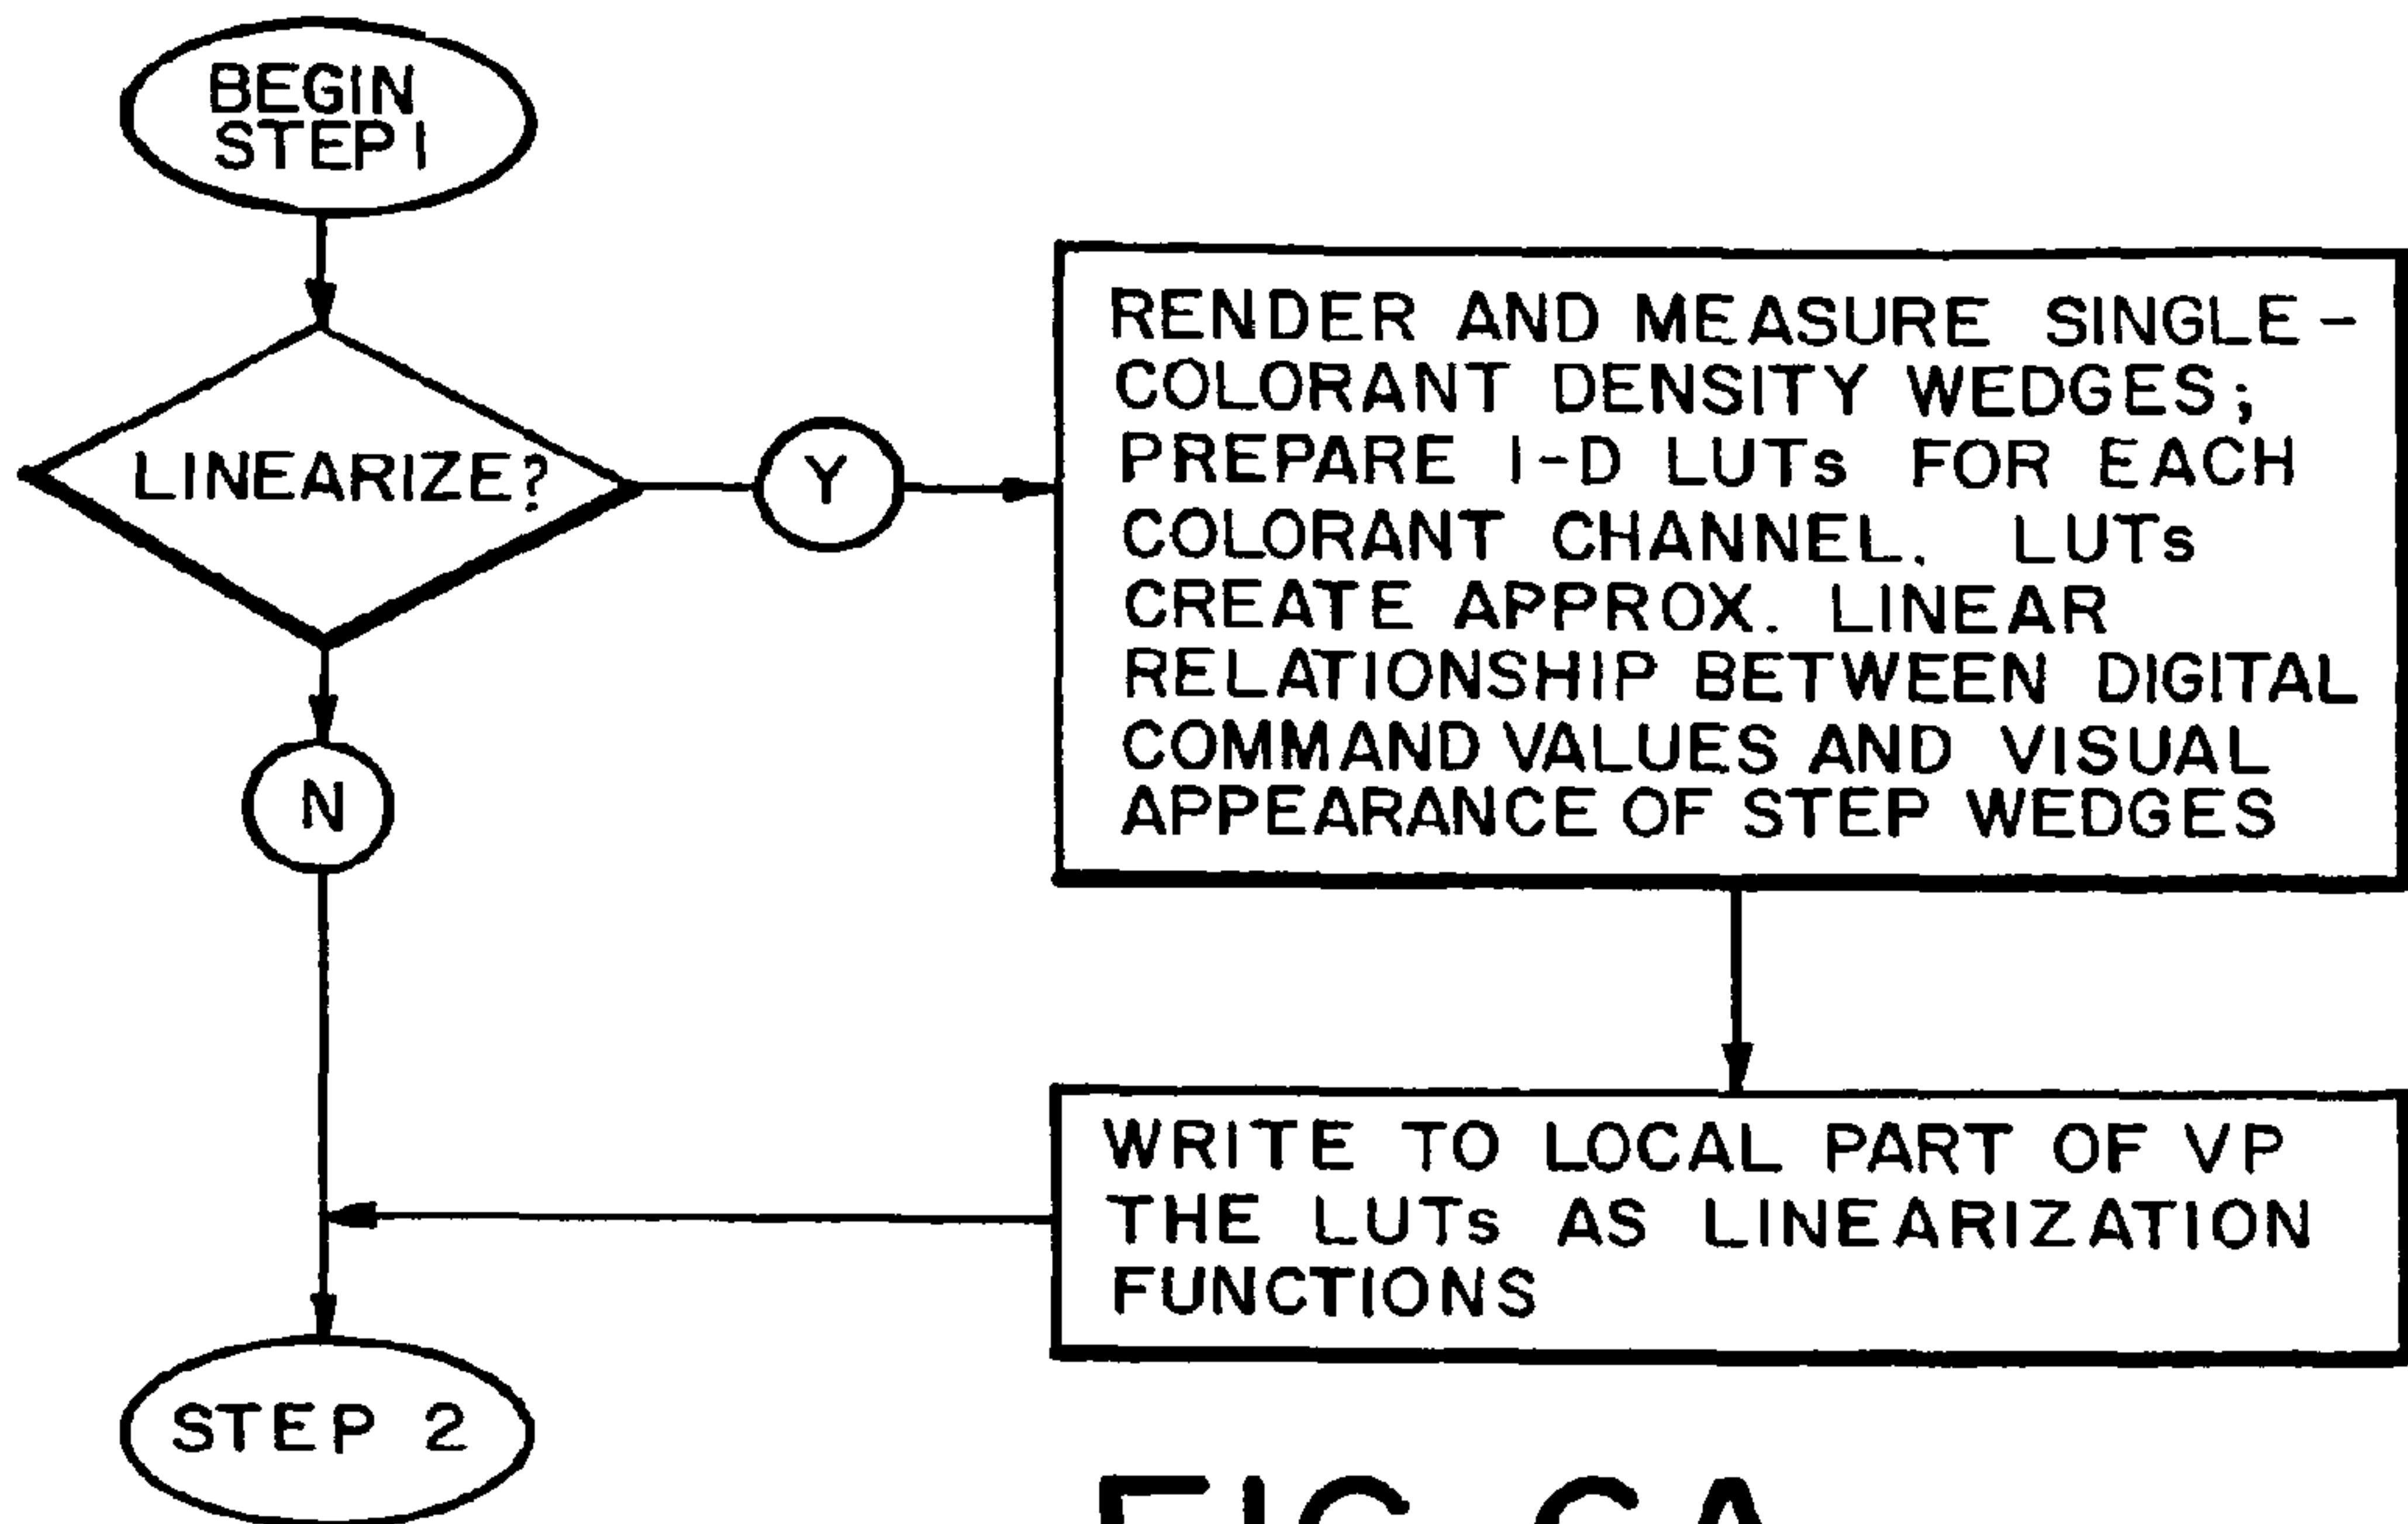 BEGIN
STEP 1
LINEARIZE?
Y
RENDER AND MEASURE SINGLE-
COLORANT DENSITY WEDGES;
PREPARE 1-D LUTs FOR EACH
COLORANT CHANNEL. LUTs
CREATE APPROX. LINEAR
RELATIONSHIP BETWEEN DIGITAL
COMMAND VALUES AND VISUAL
APPEARANCE OF STEP WEDGES
N
WRITE TO LOCAL PART OF VP
THE LUTs AS LINEARIZATION
FUNCTIONS
STEP 2